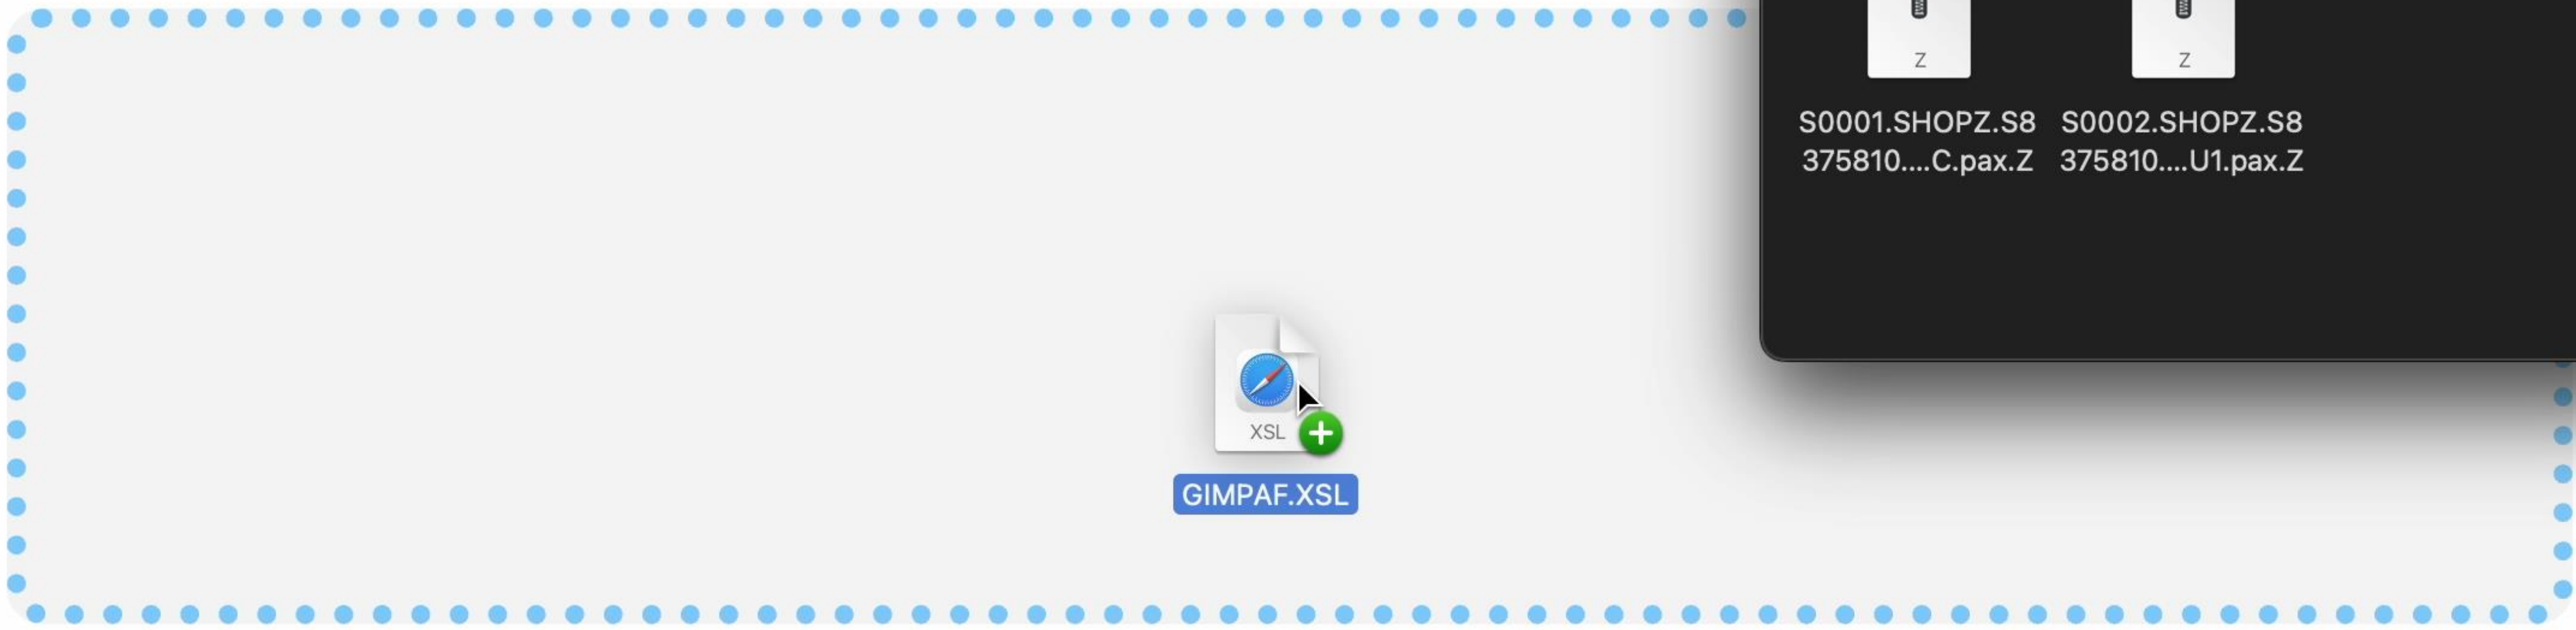 Z
Z
S0001.SHOPZ.S8
375810....C.pax.Z
S0002.SHOPZ.S8
375810....U1.pax.Z
XSL
GIMPAF.XSL